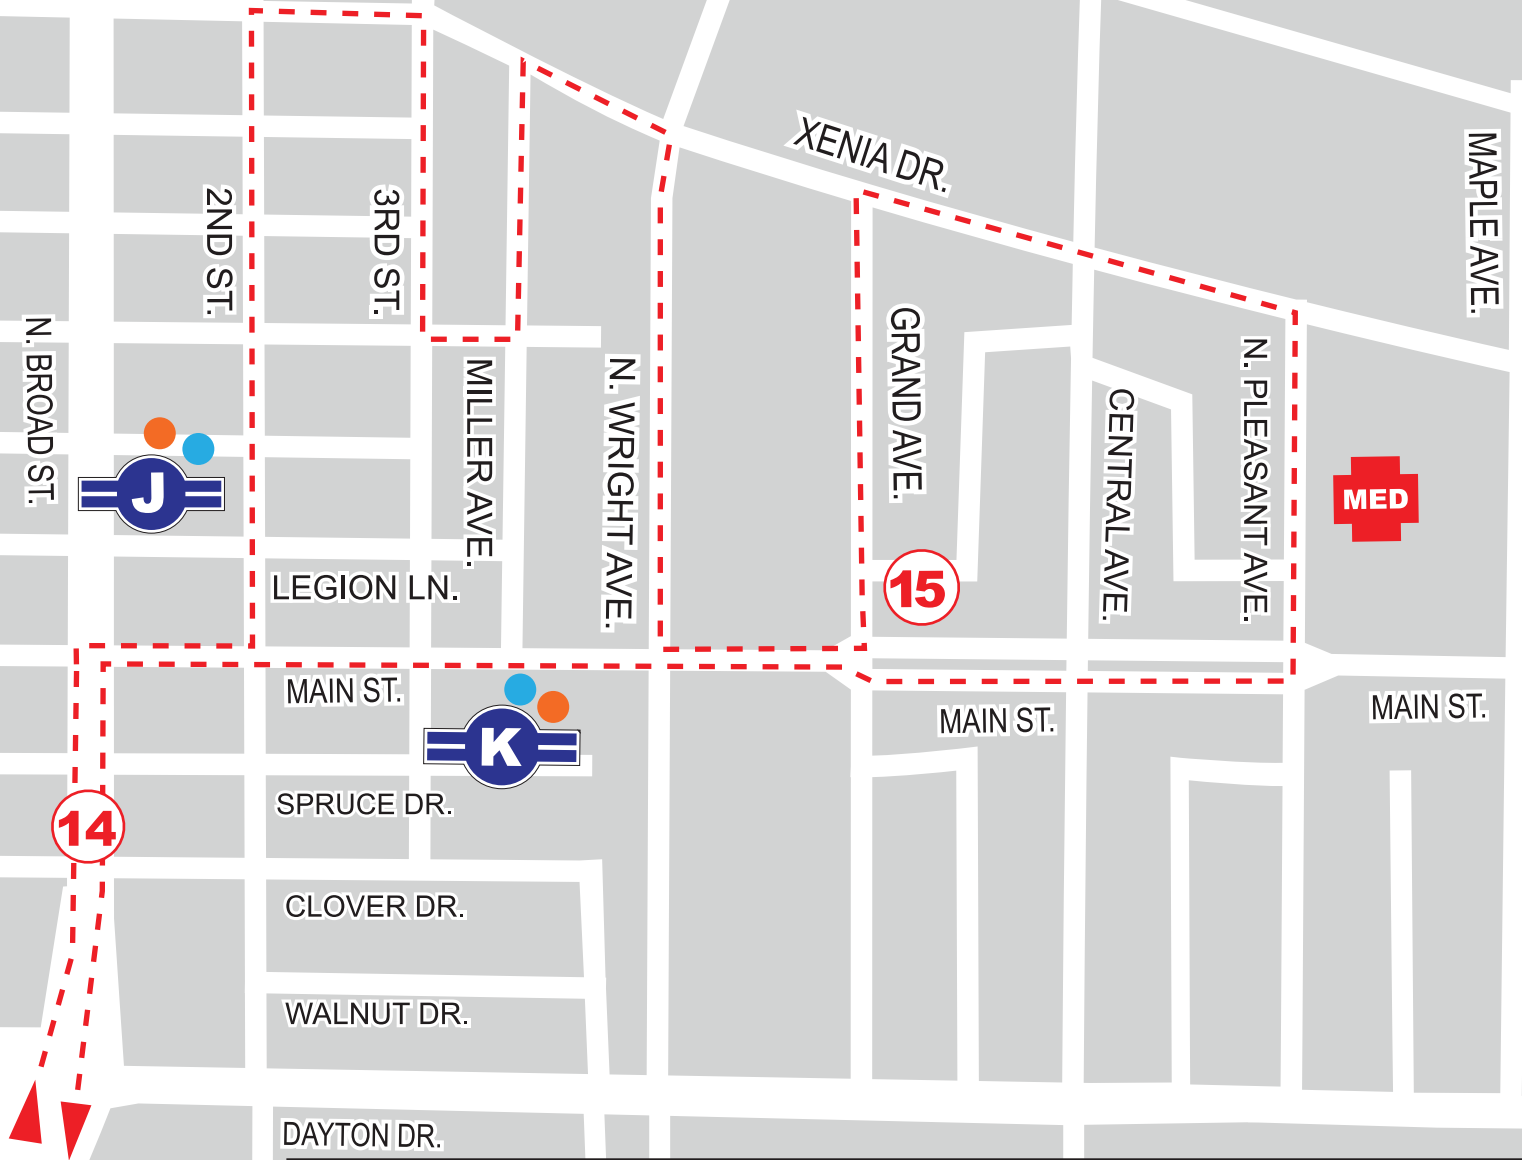 XENIA DR.
MAPLE AVE.
2ND ST.
3RD ST.
N. BROAD ST.
MILLER AVE.
N. WRIGHT AVE.
GRAND AVE.
CENTRAL AVE.
N. PLEASANT AVE.
J
MED
LEGION LN.
15
MAIN ST.
MAIN ST.
MAIN ST.
K
SPRUCE DR.
14
CLOVER DR.
WALNUT DR.
DAYTON DR.